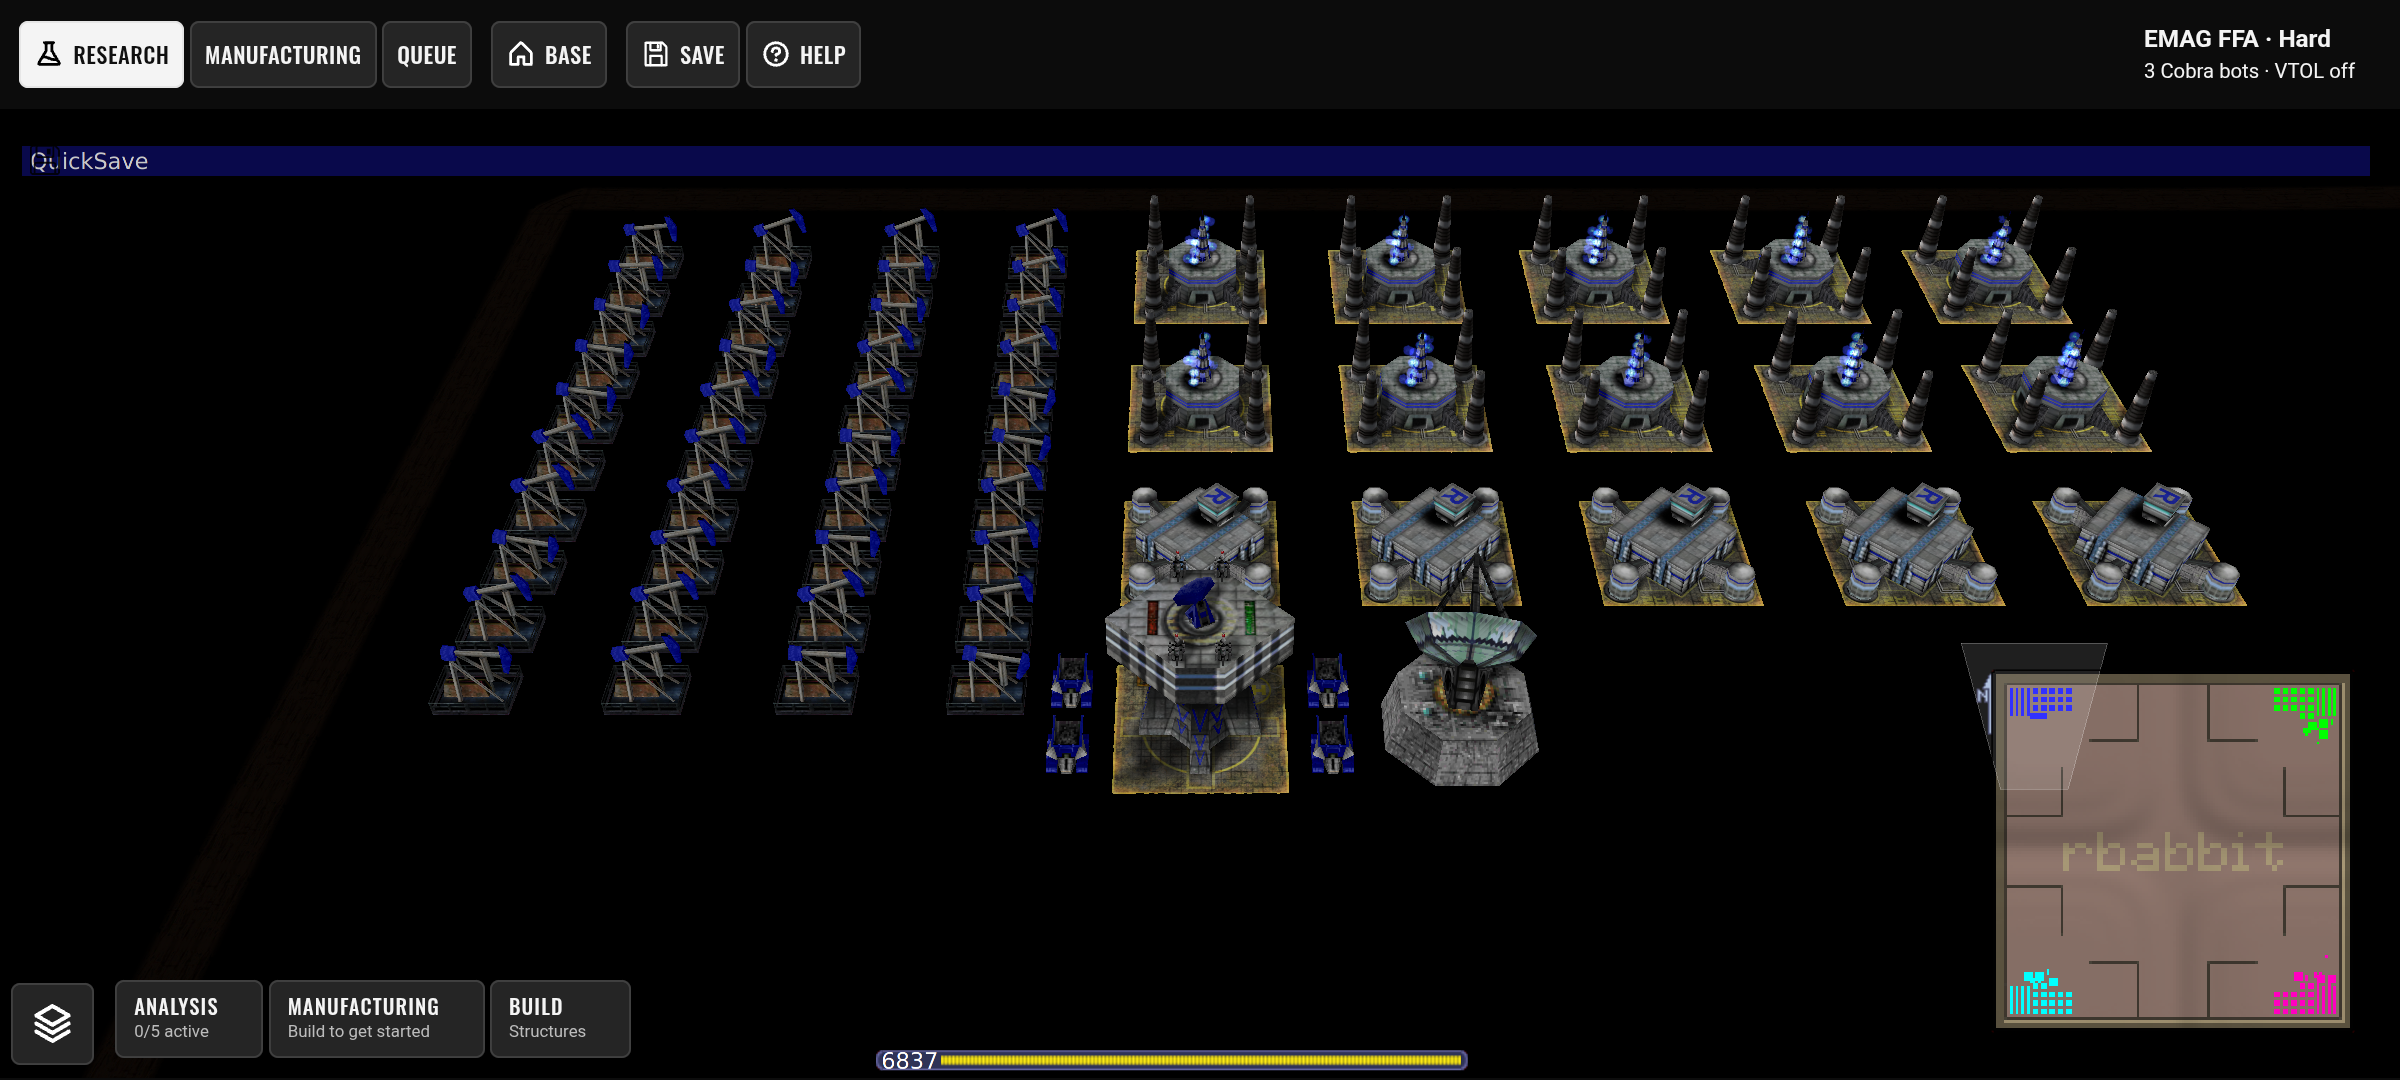 RESEARCH
MANUFACTURING
QUEUE
BASE
SAVE
HELP
EMAG FFA · Hard
3 Cobra bots · VTOL off
QuickSave
R
R
R
R
R
N
rbabbit
ANALYSIS
0/5 active
MANUFACTURING
Build to get started
BUILD
Structures
6837